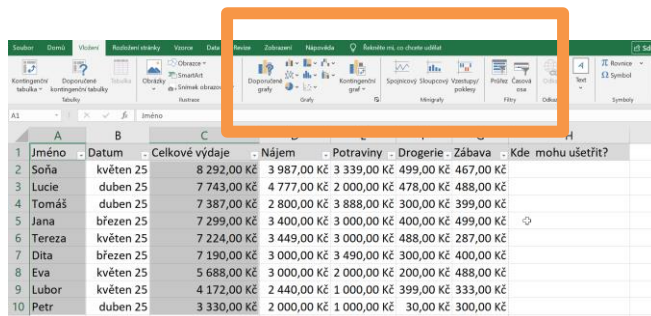 Soubor Domů Vložení Rozložení stránky Vzorce Data Revize Zobrazení Nápověda Řekněte mi, co chcete udělat Sd
Kontingenční tabulka Doporučené kontingenční tabulky Tabulka Obrázky Obrazce SmartArt Snímek obrazovky Doporučené grafy Kontingenční graf Spojnicový Sloupcový Vzestupy/poklesy Průřez Časová osa Odkaz Text Rovnice Symbol
Tabulky Ilustrace Grafy Minigrafy Filtry Odkazy Symboly
A1 fx Jméno
A B C D E F G H
1 Jméno Datum Celkové výdaje Nájem Potraviny Drogerie Zábava Kde mohu ušetřit?
2 Soňa květen 25 8 292,00 Kč 3 987,00 Kč 3 339,00 Kč 499,00 Kč 467,00 Kč
3 Lucie duben 25 7 743,00 Kč 4 777,00 Kč 2 000,00 Kč 478,00 Kč 488,00 Kč
4 Tomáš duben 25 7 387,00 Kč 2 800,00 Kč 3 888,00 Kč 300,00 Kč 399,00 Kč
5 Jana březen 25 7 299,00 Kč 3 400,00 Kč 3 000,00 Kč 400,00 Kč 499,00 Kč
6 Tereza květen 25 7 224,00 Kč 3 449,00 Kč 3 000,00 Kč 488,00 Kč 287,00 Kč
7 Dita březen 25 7 190,00 Kč 3 000,00 Kč 3 490,00 Kč 300,00 Kč 400,00 Kč
8 Eva květen 25 5 688,00 Kč 3 000,00 Kč 2 000,00 Kč 200,00 Kč 488,00 Kč
9 Lubor květen 25 4 172,00 Kč 2 440,00 Kč 1 000,00 Kč 399,00 Kč 333,00 Kč
10 Petr duben 25 3 330,00 Kč 2 000,00 Kč 1 000,00 Kč 30,00 Kč 300,00 Kč